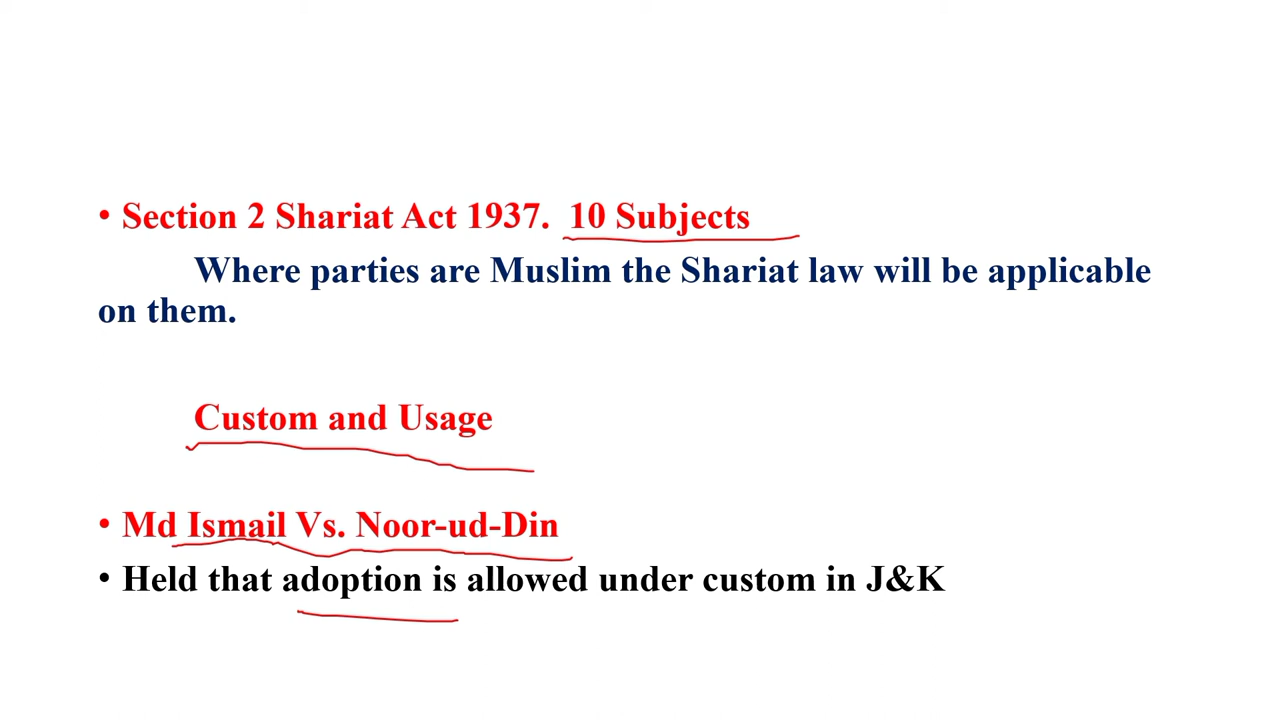 • Section 2 Shariat Act 1937. 10 Subjects
Where parties are Muslim the Shariat law will be applicable
on them.
Custom and Usage
• Md Ismail Vs. Noor-ud-Din
• Held that adoption is allowed under custom in J&K